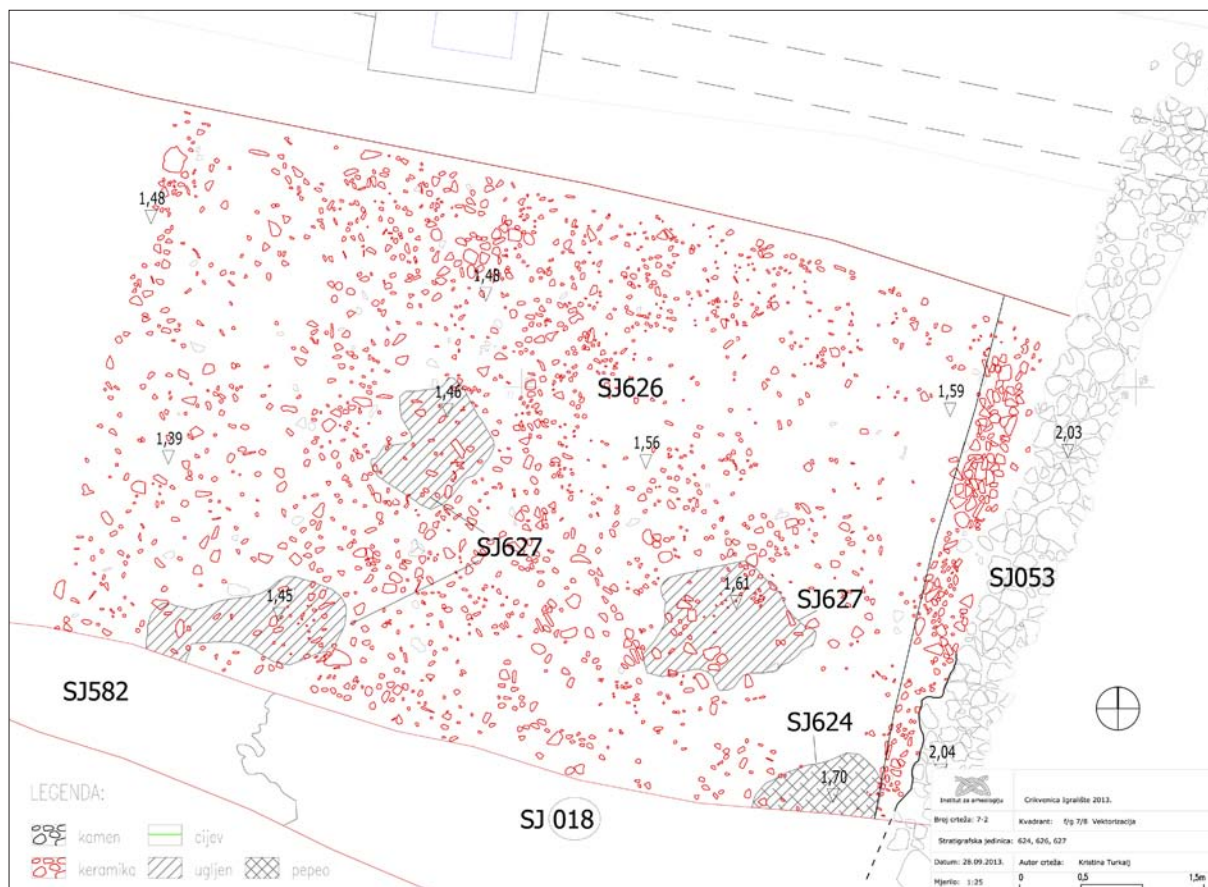 1,48
1,48
SJ626
1,46
1,59
1,39
1,56
2,03
SJ627
SJ053
1,45
1,61
SJ627
SJ582
SJ624
2,04
1,70
SJ 018
LEGENDA:
kamen
cijev
keramika
ugljen
pepeo
Institut za arheologiju
Crikvenica Igralište 2013.
Broj crteža: 7-2
Kvadrant: f/g 7/8 Vektorizacija
Stratigrafska jedinica: 624, 626, 627
Datum: 28.09.2013.
Autor crteža: Kristina Turkalj
Mjerilo: 1:25
0 0,5 1,5m